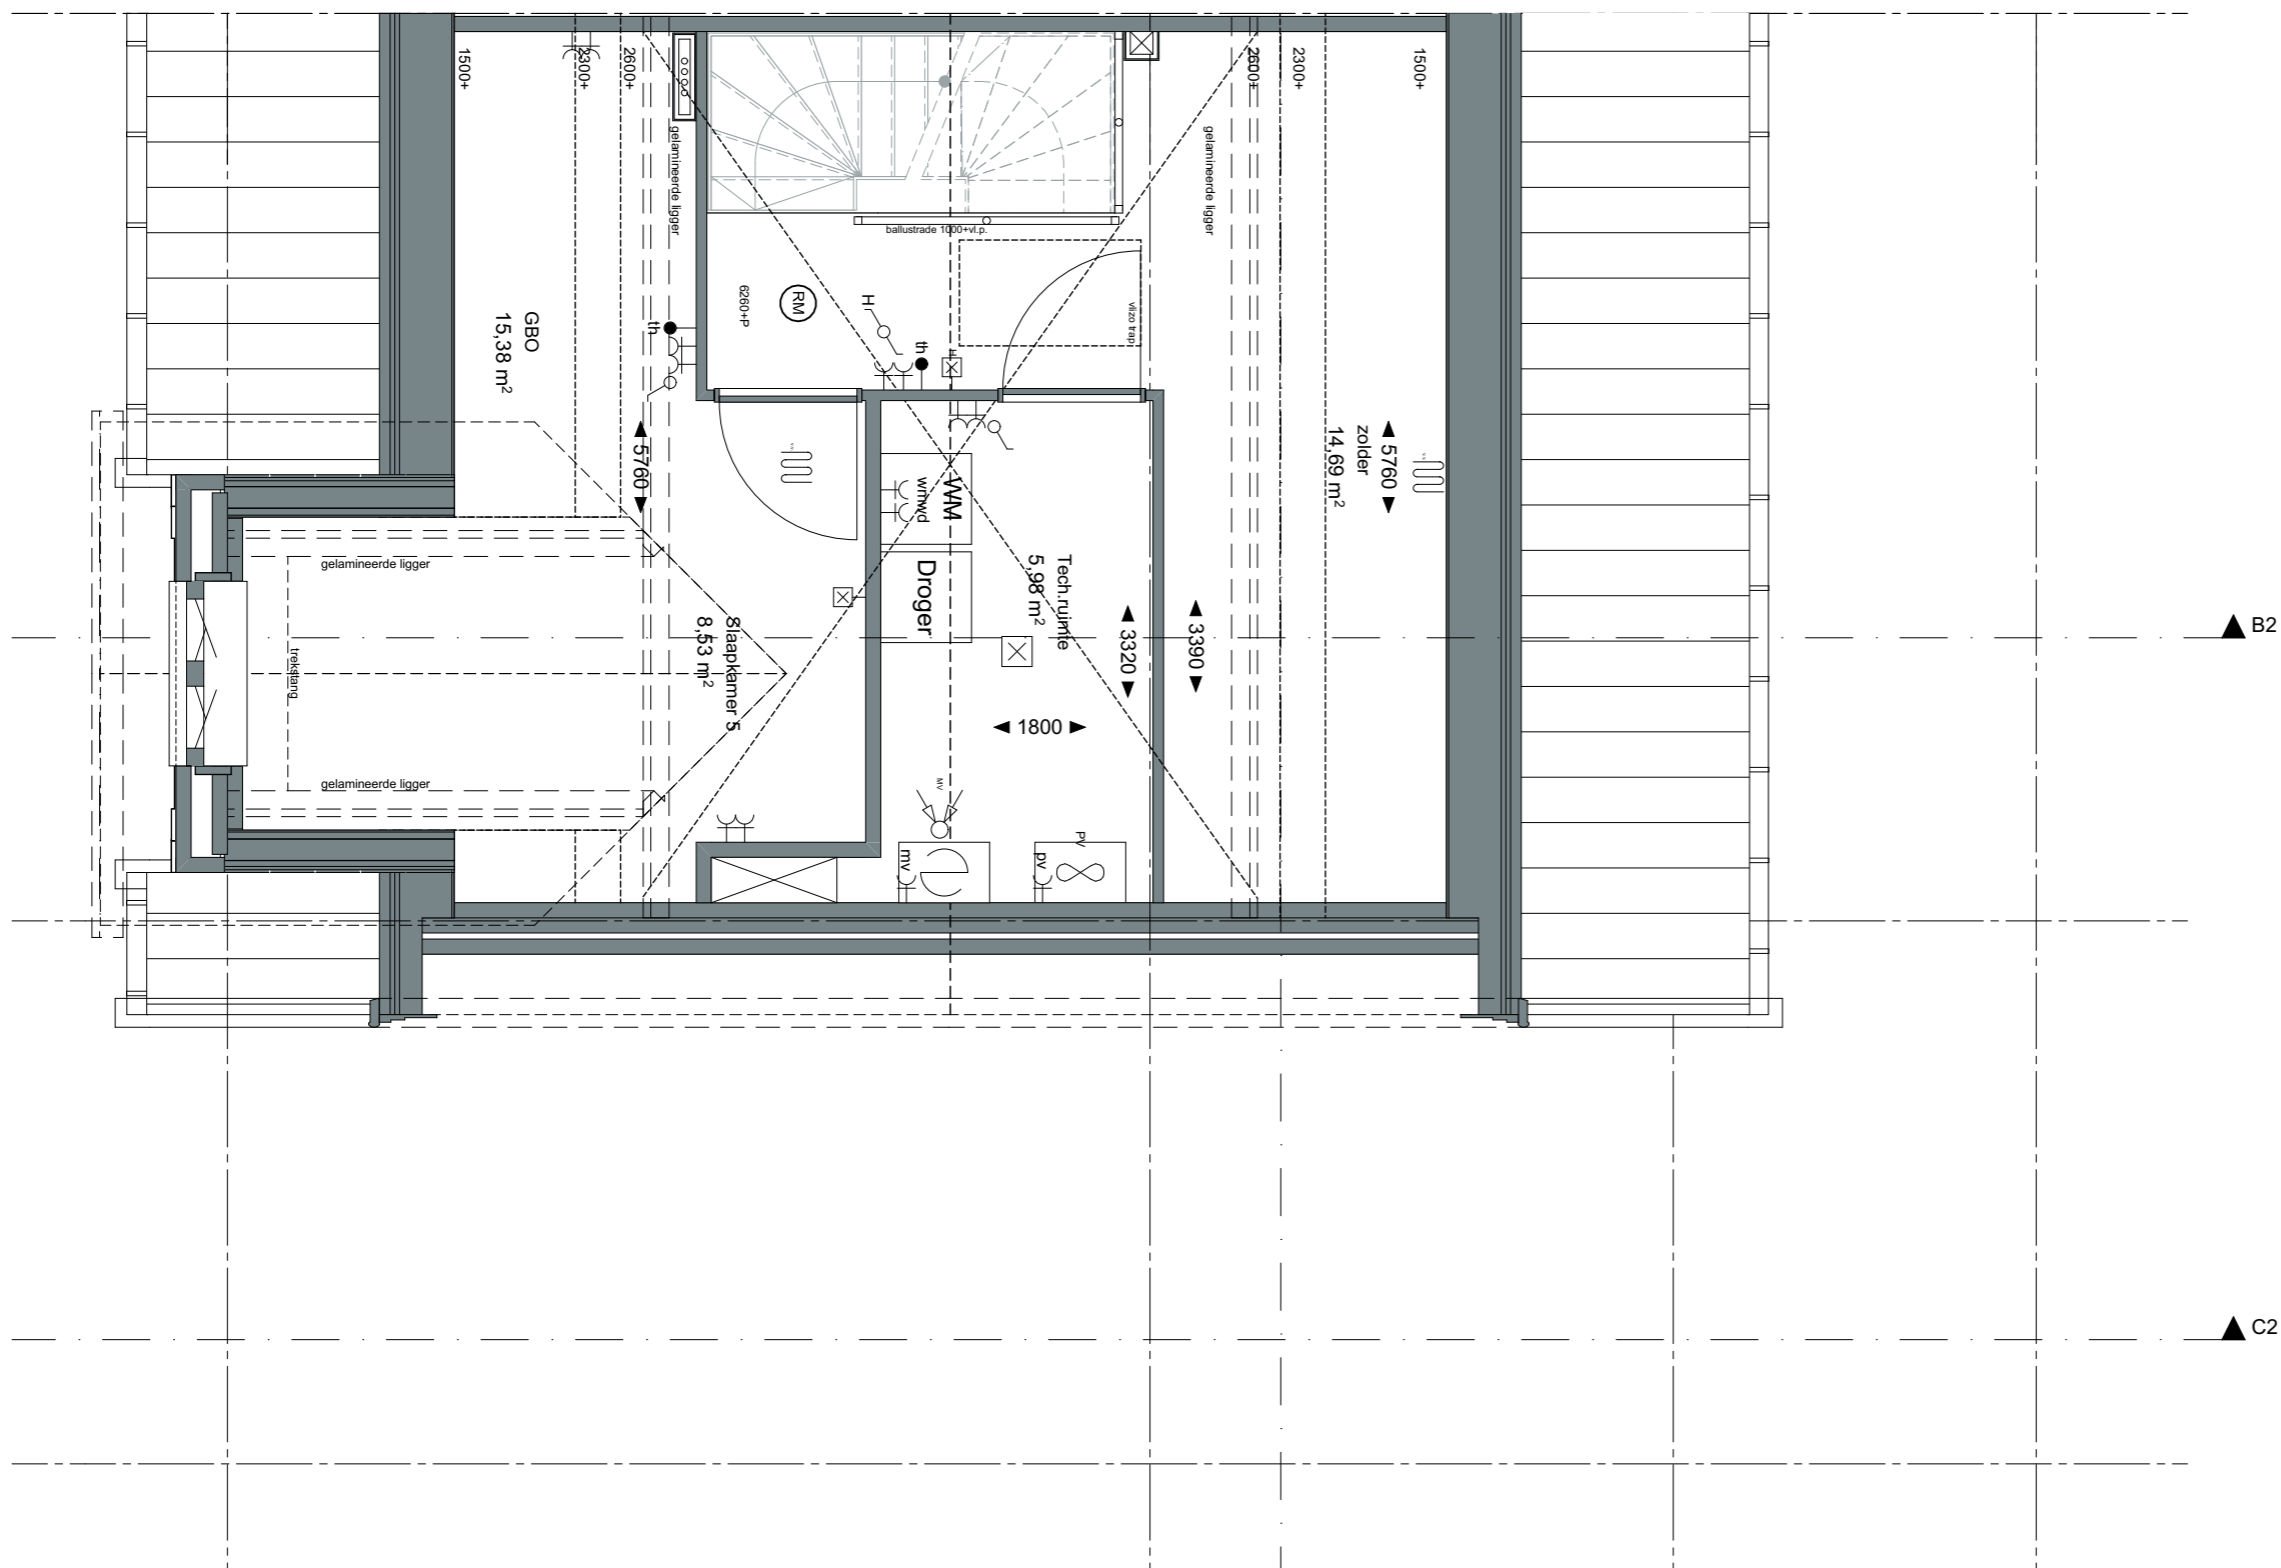 1500+
2300+
2600+
2600+
2300+
1500+
gelamineerde ligger
gelamineerde ligger
ballustrade 1000+vl.p.
6260+P
RM
H
vlizo trap
th
th
GBO
15,38 m²
5760
zolder
14,69 m²
5760
WM
wmwd
Droger
Tech.ruimte
5,98 m²
3320
3390
1800
gelamineerde ligger
trekstang
gelamineerde ligger
Slaapkamer 5
8,53 m²
MV
mv
PV
pv
B2
C2